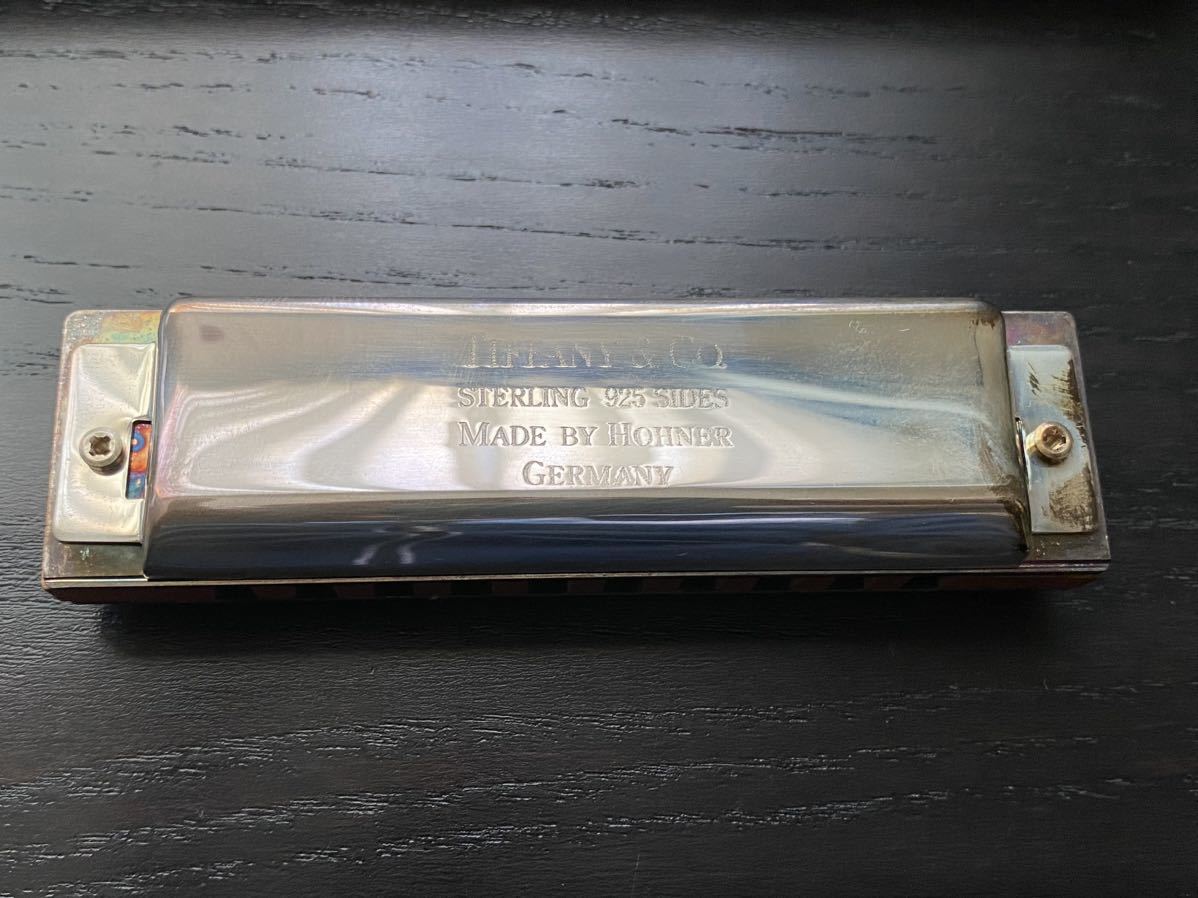 TIFFANY & CO.
STERLING 925 SIDES
MADE BY HOHNER
GERMANY